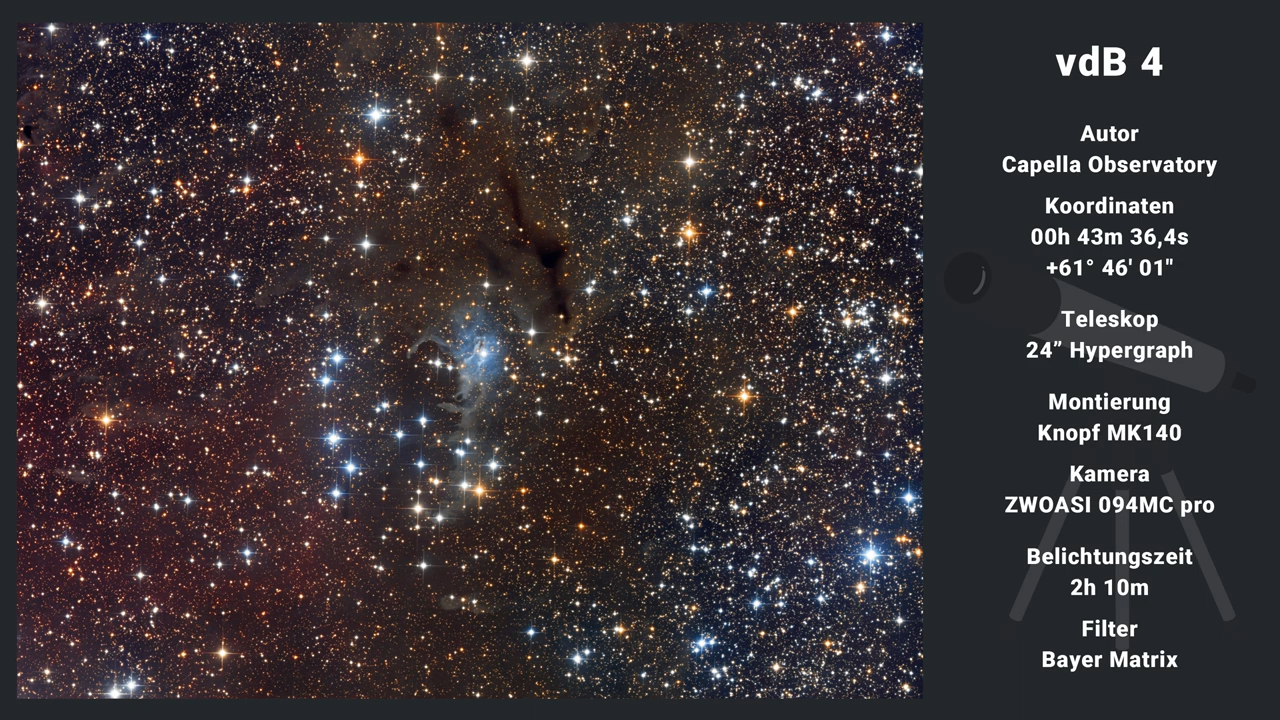 vdB 4
Autor
Capella Observatory
Koordinaten
00h 43m 36,4s
+61° 46' 01"
Teleskop
24” Hypergraph
Montierung
Knopf MK140
Kamera
ZWOASI 094MC pro
Belichtungszeit
2h 10m
Filter
Bayer Matrix